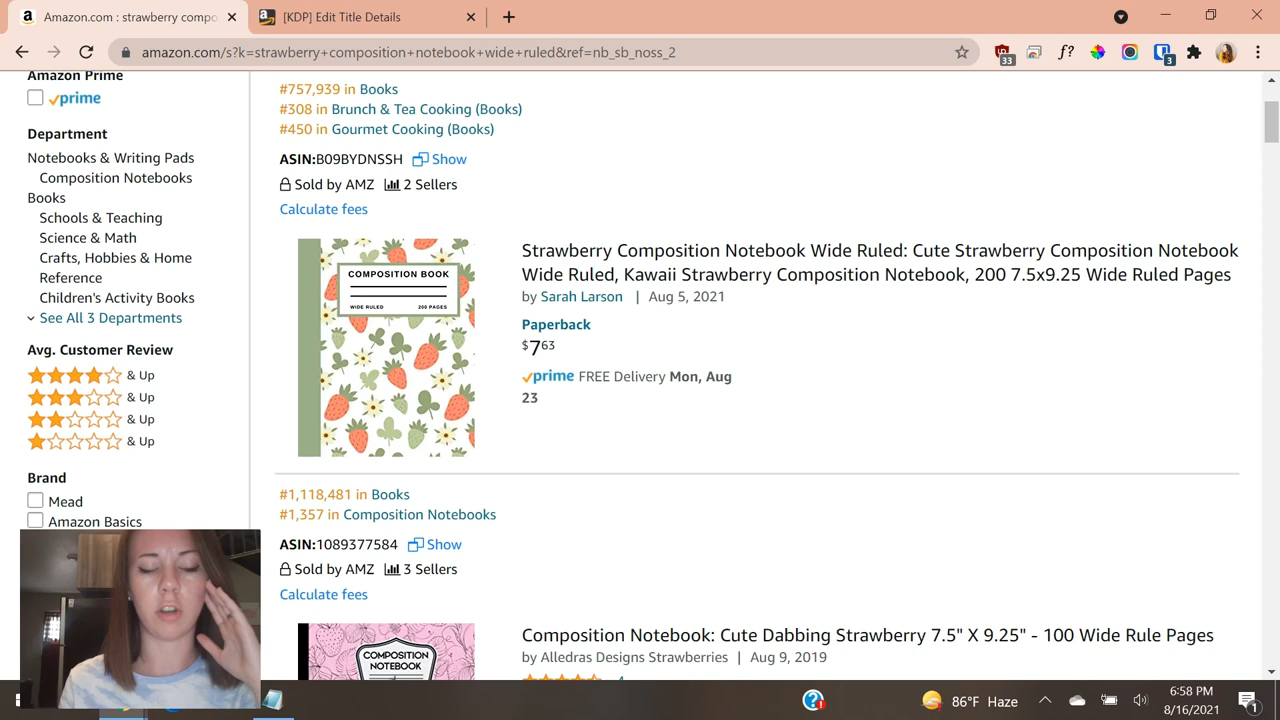 Amazon.com : strawberry compo
[KDP] Edit Title Details
amazon.com/s?k=strawberry+composition+notebook+wide+ruled&ref=nb_sb_noss_2
33
f?
3
Amazon Prime
prime
Department
Notebooks & Writing Pads
Composition Notebooks
Books
Schools & Teaching
Science & Math
Crafts, Hobbies & Home
Reference
Children's Activity Books
See All 3 Departments
Avg. Customer Review
& Up
& Up
& Up
& Up
Brand
Mead
Amazon Basics
#757,939 in Books
#308 in Brunch & Tea Cooking (Books)
#450 in Gourmet Cooking (Books)
ASIN:B09BYDNSSH Show
Sold by AMZ 2 Sellers
Calculate fees
COMPOSITION BOOK
WIDE RULED 200 PAGES
Strawberry Composition Notebook Wide Ruled: Cute Strawberry Composition Notebook
Wide Ruled, Kawaii Strawberry Composition Notebook, 200 7.5x9.25 Wide Ruled Pages
by Sarah Larson | Aug 5, 2021
Paperback
$7 63
prime FREE Delivery Mon, Aug
23
#1,118,481 in Books
#1,357 in Composition Notebooks
ASIN:1089377584 Show
Sold by AMZ 3 Sellers
Calculate fees
COMPOSITION
NOTEBOOK
Composition Notebook: Cute Dabbing Strawberry 7.5" X 9.25" - 100 Wide Rule Pages
by Alledras Designs Strawberries | Aug 9, 2019
86°F Haze
6:58 PM
8/16/2021
1